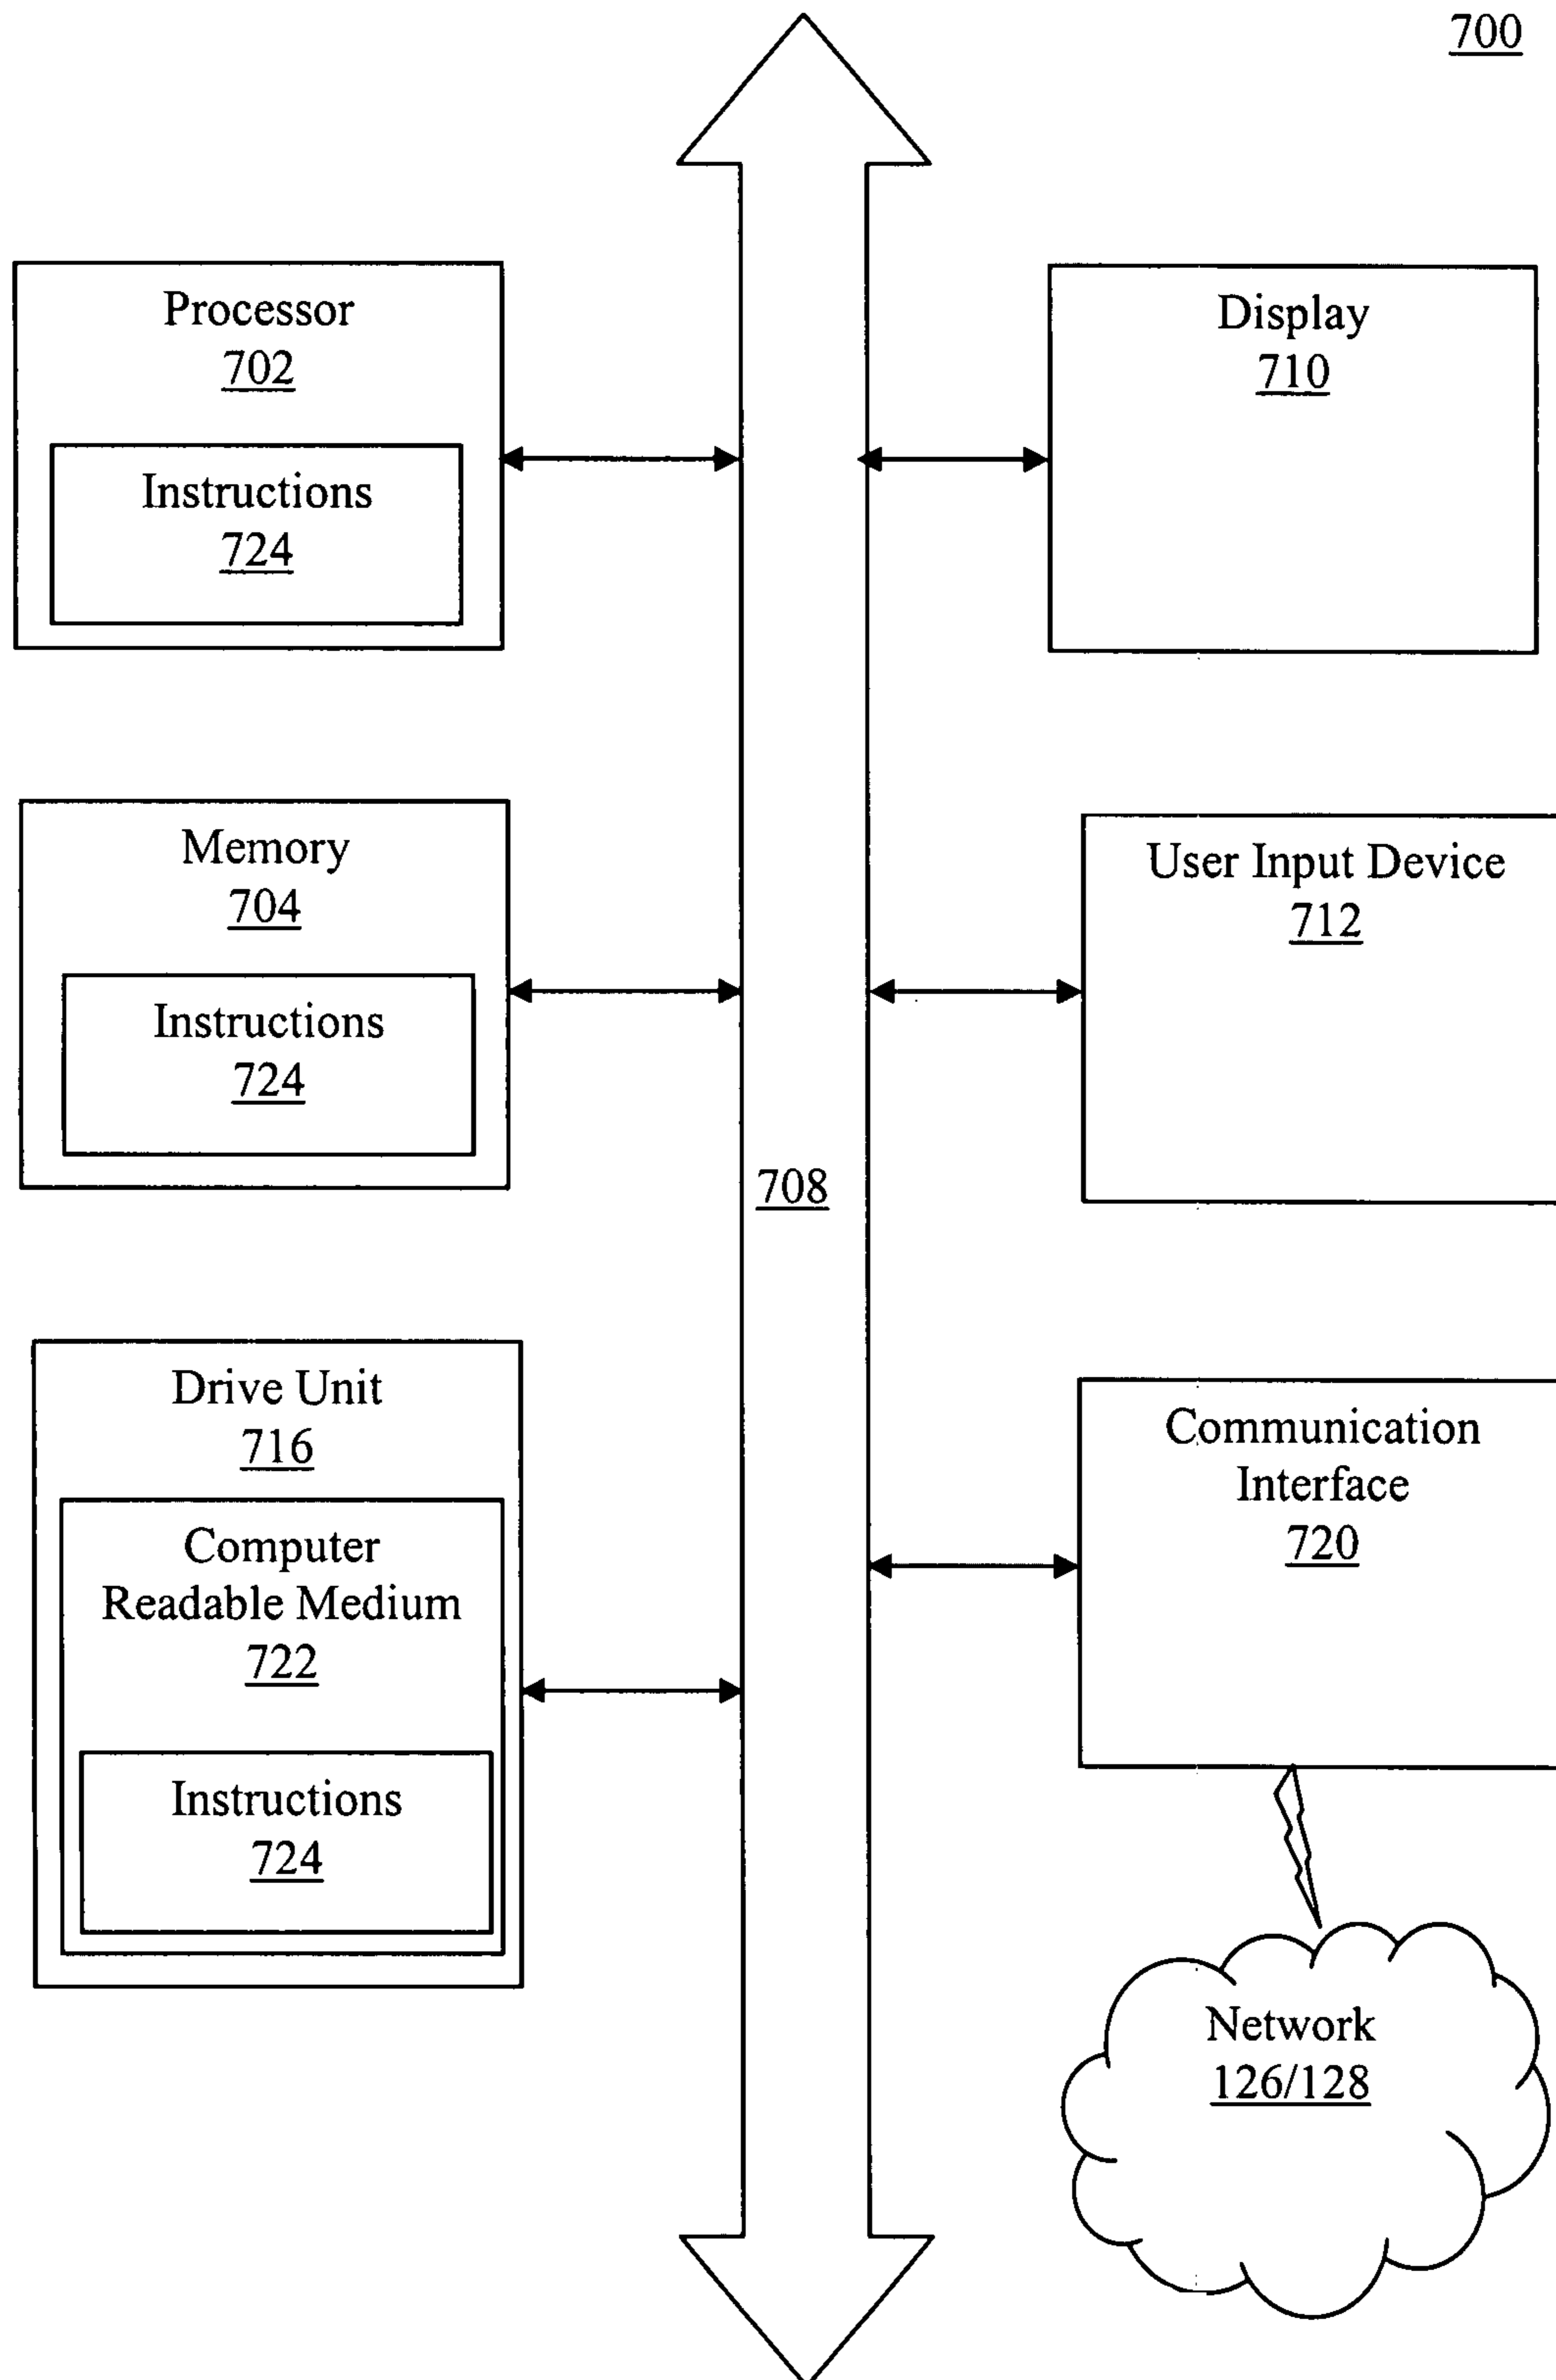 700
Processor
702
Instructions
724
Display
710
Memory
704
Instructions
724
User Input Device
712
708
Drive Unit
716
Computer
Readable Medium
722
Instructions
724
Communication
Interface
720
Network
126/128